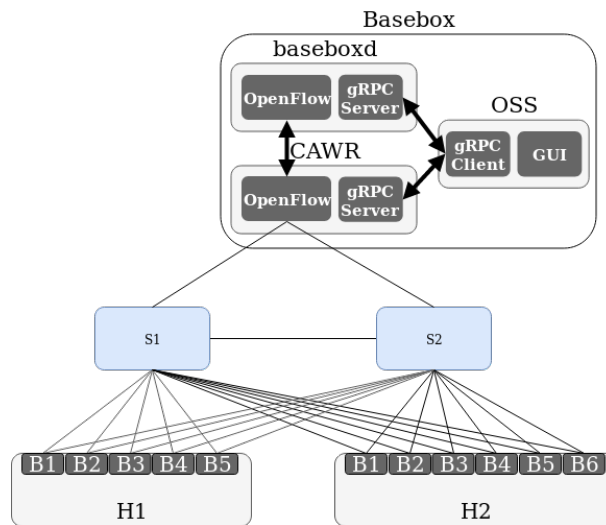 Basebox
baseboxd
OpenFlow
gRPC
Server
OSS
CAWR
gRPC
Client
GUI
OpenFlow
gRPC
Server
S1
S2
B1 B2 B3 B4 B5
B1 B2 B3 B4 B5 B6
H1
H2